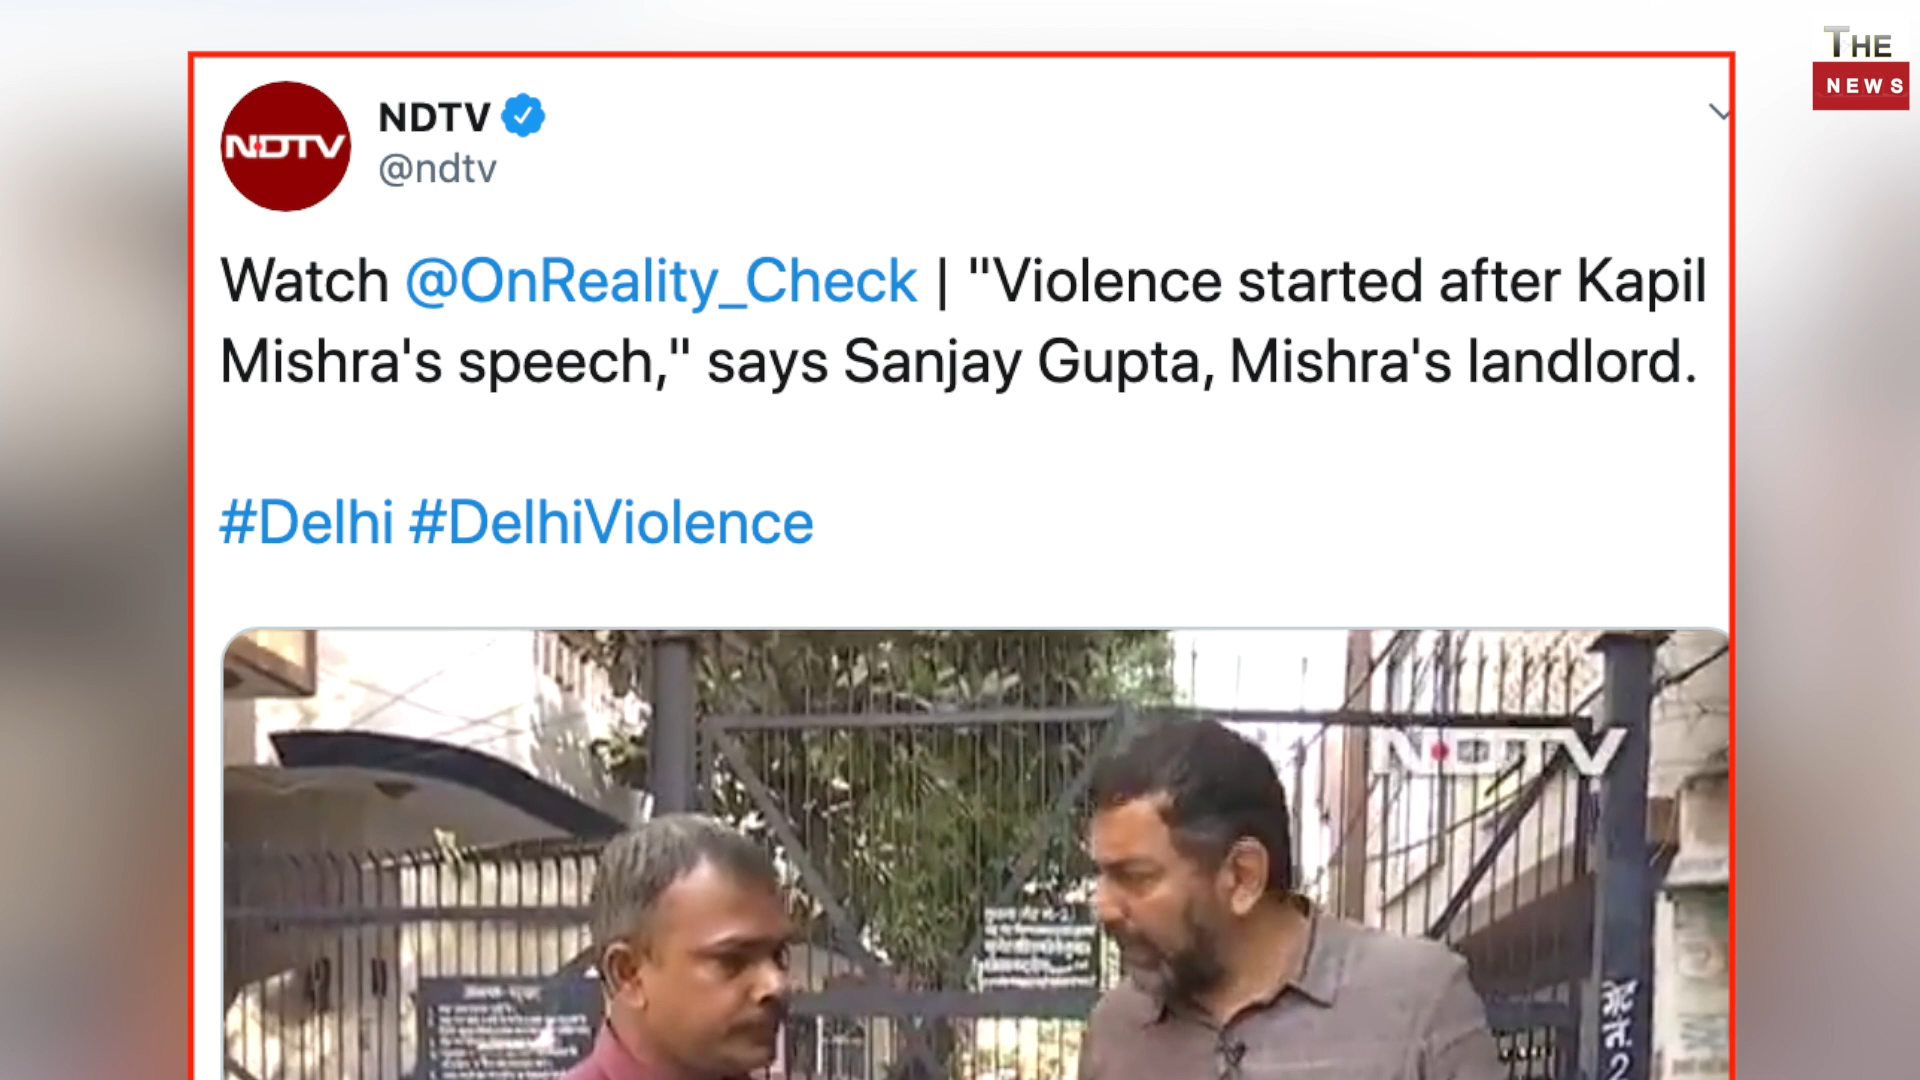 THE
NEWS
NDTV
NDTV
@ndtv
Watch @OnReality_Check | "Violence started after Kapil
Mishra's speech," says Sanjay Gupta, Mishra's landlord.
#Delhi #DelhiViolence
NDTV
गेट नं. 2